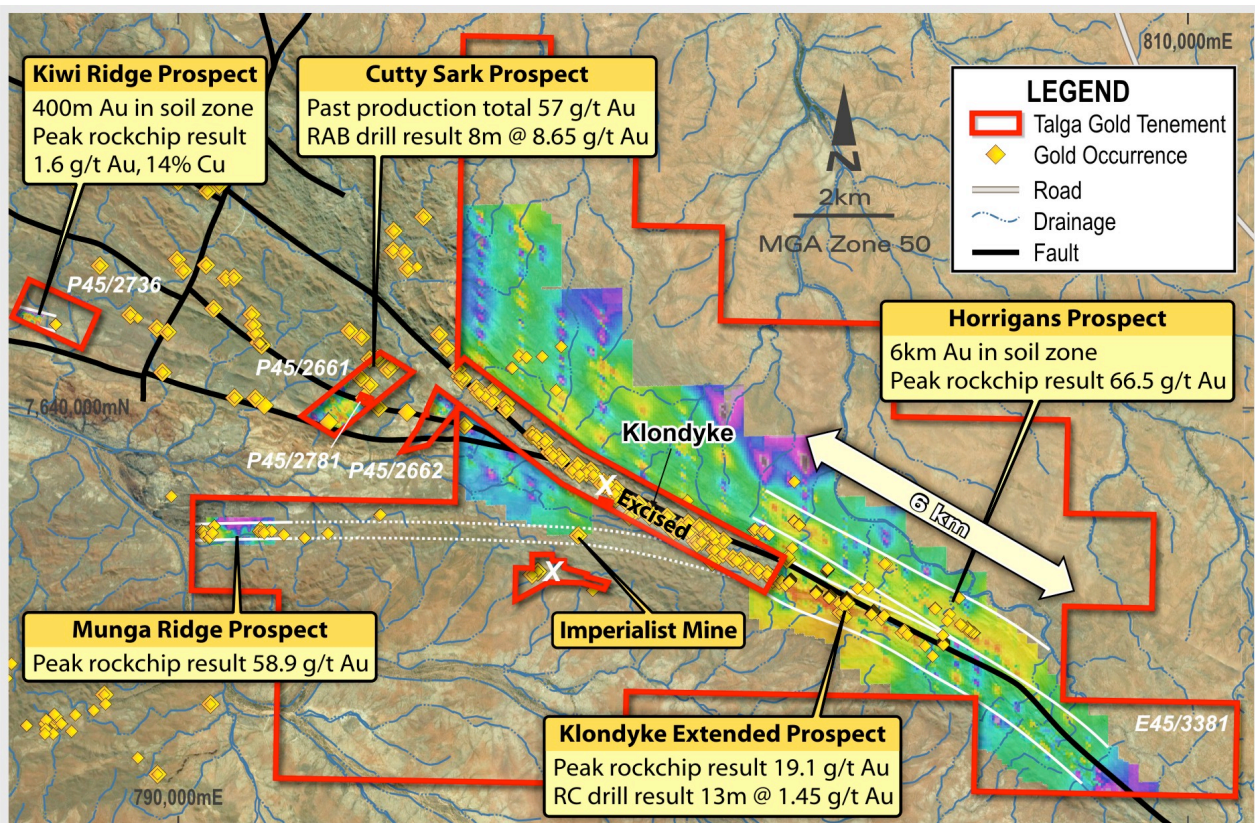 810,000mE
Kiwi Ridge Prospect
400m Au in soil zone
Peak rockchip result
1.6 g/t Au, 14% Cu
Cutty Sark Prospect
Past production total 57 g/t Au
RAB drill result 8m @ 8.65 g/t Au
N
2km
MGA Zone 50
LEGEND
Talga Gold Tenement
Gold Occurrence
Road
Drainage
Fault
P45/2736
Horrigans Prospect
6km Au in soil zone
Peak rockchip result 66.5 g/t Au
P45/2661
7,640,000mN
Klondyke
P45/2781
P45/2662
X
Excised
6 km
X
Imperialist Mine
Munga Ridge Prospect
Peak rockchip result 58.9 g/t Au
E45/3381
Klondyke Extended Prospect
Peak rockchip result 19.1 g/t Au
RC drill result 13m @ 1.45 g/t Au
790,000mE